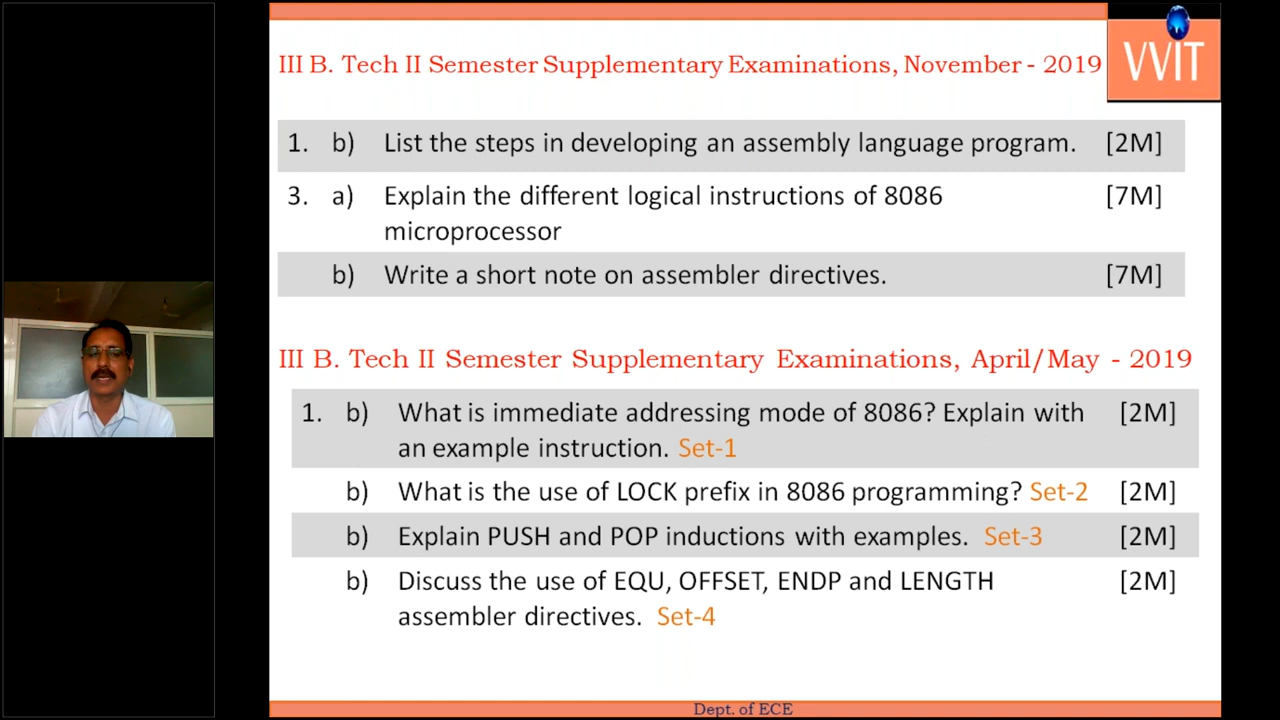 VVIT
III B. Tech II Semester Supplementary Examinations, November - 2019
1. b) List the steps in developing an assembly language program. [2M]
3. a) Explain the different logical instructions of 8086 [7M]
microprocessor
b) Write a short note on assembler directives. [7M]
III B. Tech II Semester Supplementary Examinations, April/May - 2019
1. b) What is immediate addressing mode of 8086? Explain with [2M]
an example instruction. Set-1
b) What is the use of LOCK prefix in 8086 programming? Set-2 [2M]
b) Explain PUSH and POP inductions with examples. Set-3 [2M]
b) Discuss the use of EQU, OFFSET, ENDP and LENGTH [2M]
assembler directives. Set-4
Dept. of ECE